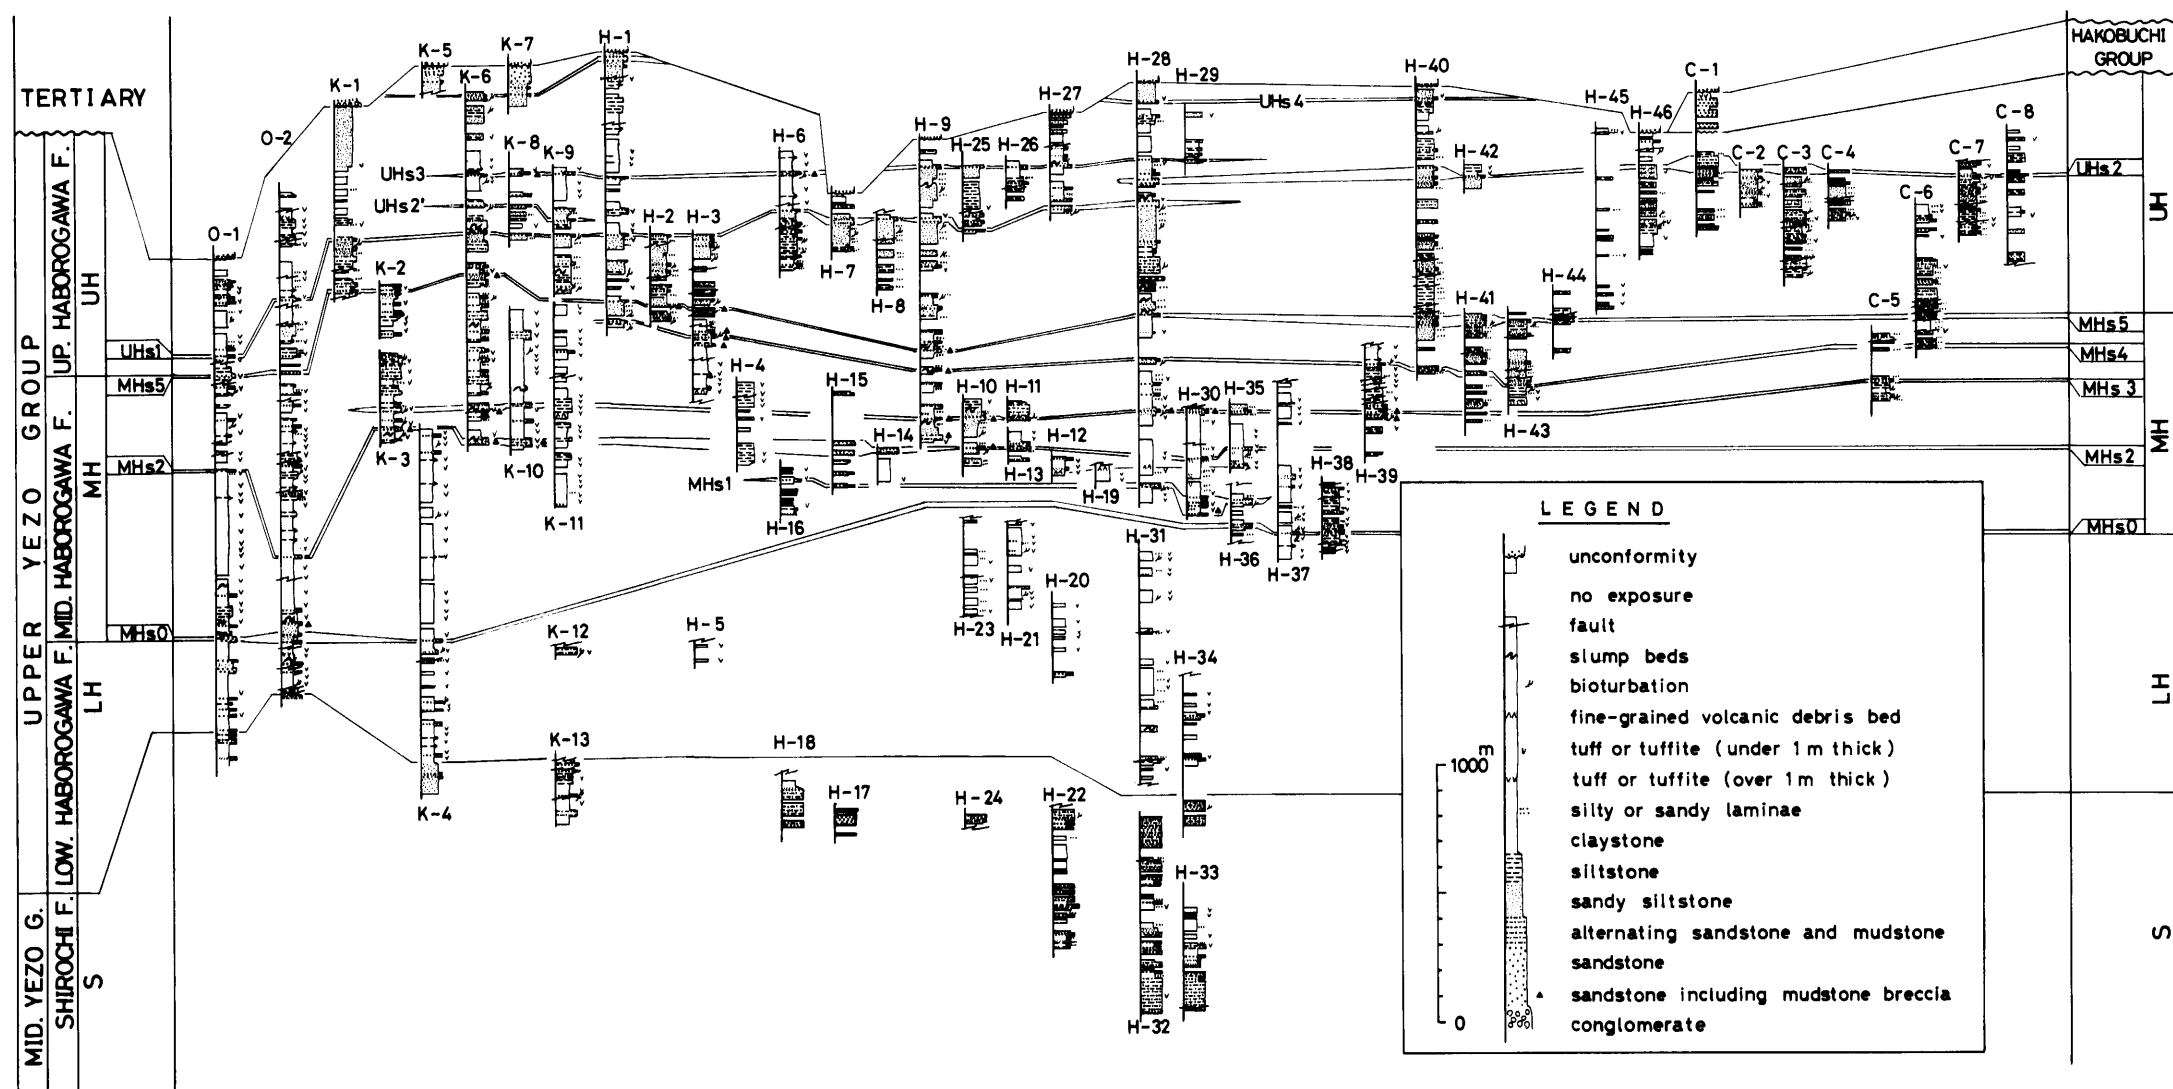 TERTIARY
UPPER YEZO GROUP
MID. YEZO G.
UP. HABOROGAWA F.
MID. HABOROGAWA F.
LOW. HABOROGAWA F.
SHIROCHI F.
UH
MH
LH
S
UHs1
MHs5
MHs2
MHs0
O-1
O-2
K-1
K-2
K-3
K-4
K-5
K-6
K-7
K-8
K-9
K-10
K-11
K-12
K-13
UHs3
UHs2'
H-1
H-2
H-3
H-4
H-5
H-6
H-7
H-8
H-9
H-10
H-11
H-12
H-13
H-14
H-15
H-16
MHs1
H-17
H-18
H-19
H-20
H-21
H-22
H-23
H-24
H-25
H-26
H-27
H-28
H-29
UHs4
H-30
H-31
H-32
H-33
H-34
H-35
H-36
H-37
H-38
H-39
H-40
H-41
H-42
H-43
H-44
H-45
H-46
C-1
C-2
C-3
C-4
C-5
C-6
C-7
C-8
HAKOBUCHI
GROUP
UHs2
MHs5
MHs4
MHs3
MHs2
MHs0
UH
MH
LH
S
LEGEND
unconformity
no exposure
fault
slump beds
bioturbation
fine-grained volcanic debris bed
tuff or tuffite (under 1 m thick)
tuff or tuffite (over 1 m thick)
silty or sandy laminae
claystone
siltstone
sandy siltstone
alternating sandstone and mudstone
sandstone
sandstone including mudstone breccia
conglomerate
m
1000
0